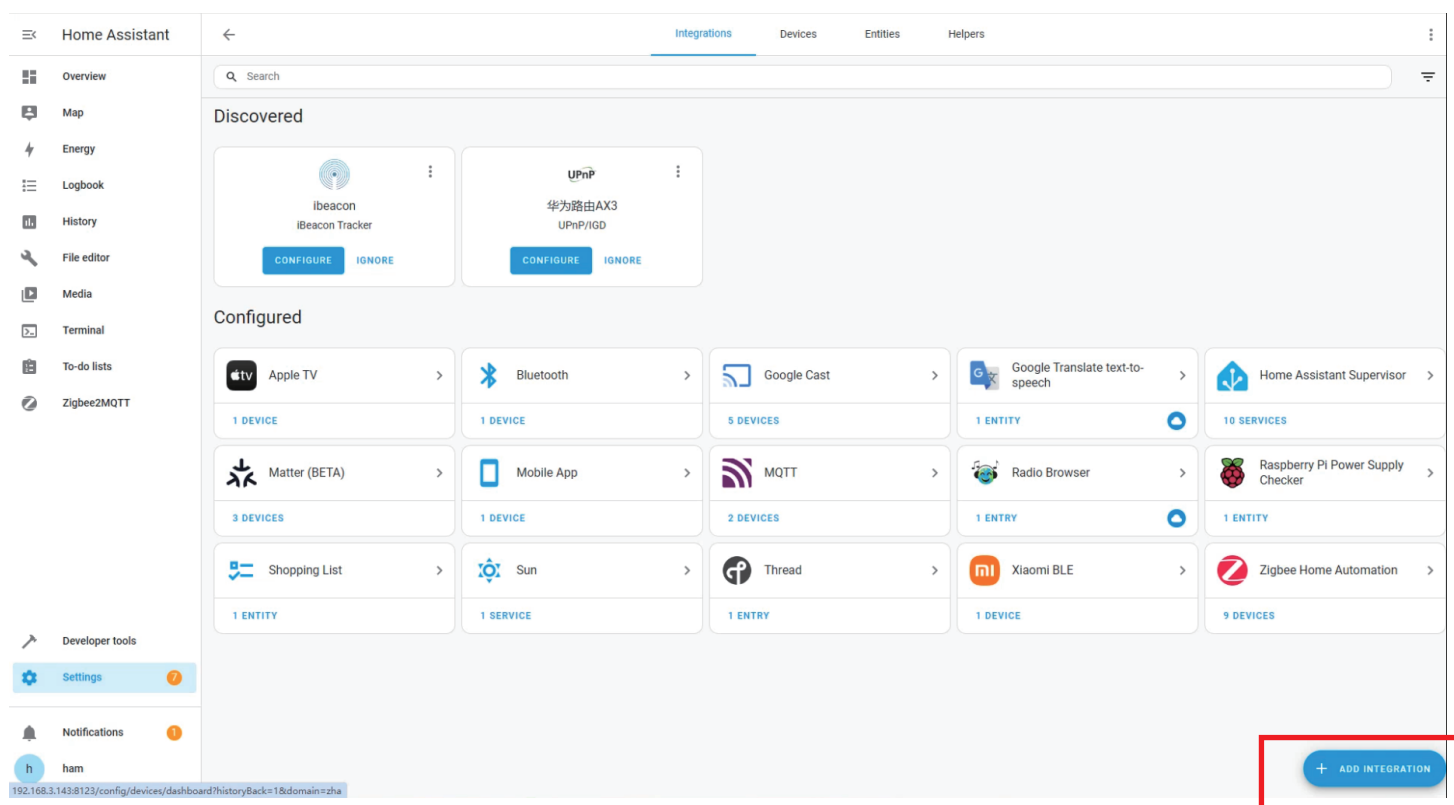 Home Assistant
Integrations
Devices
Entities
Helpers
Overview
Search
Map
Discovered
Energy
Logbook
UPnP
ibeacon
iBeacon Tracker
华为路由AX3
UPnP/IGD
History
File editor
CONFIGURE IGNORE
CONFIGURE IGNORE
Media
Configured
Terminal
To-do lists
Zigbee2MQTT
tv
Apple TV
1 DEVICE
Bluetooth
1 DEVICE
Google Cast
5 DEVICES
G
文
Google Translate text-to-
speech
1 ENTITY
Home Assistant Supervisor
10 SERVICES
Matter (BETA)
3 DEVICES
Mobile App
1 DEVICE
MQTT
2 DEVICES
Radio Browser
1 ENTRY
Raspberry Pi Power Supply
Checker
1 ENTITY
Shopping List
1 ENTITY
Sun
1 SERVICE
Thread
1 ENTRY
Xiaomi BLE
1 DEVICE
Zigbee Home Automation
9 DEVICES
Developer tools
Settings 7
Notifications 1
h ham
+ ADD INTEGRATION
192.168.3.143:8123/config/devices/dashboard?historyBack=1&domain=zha